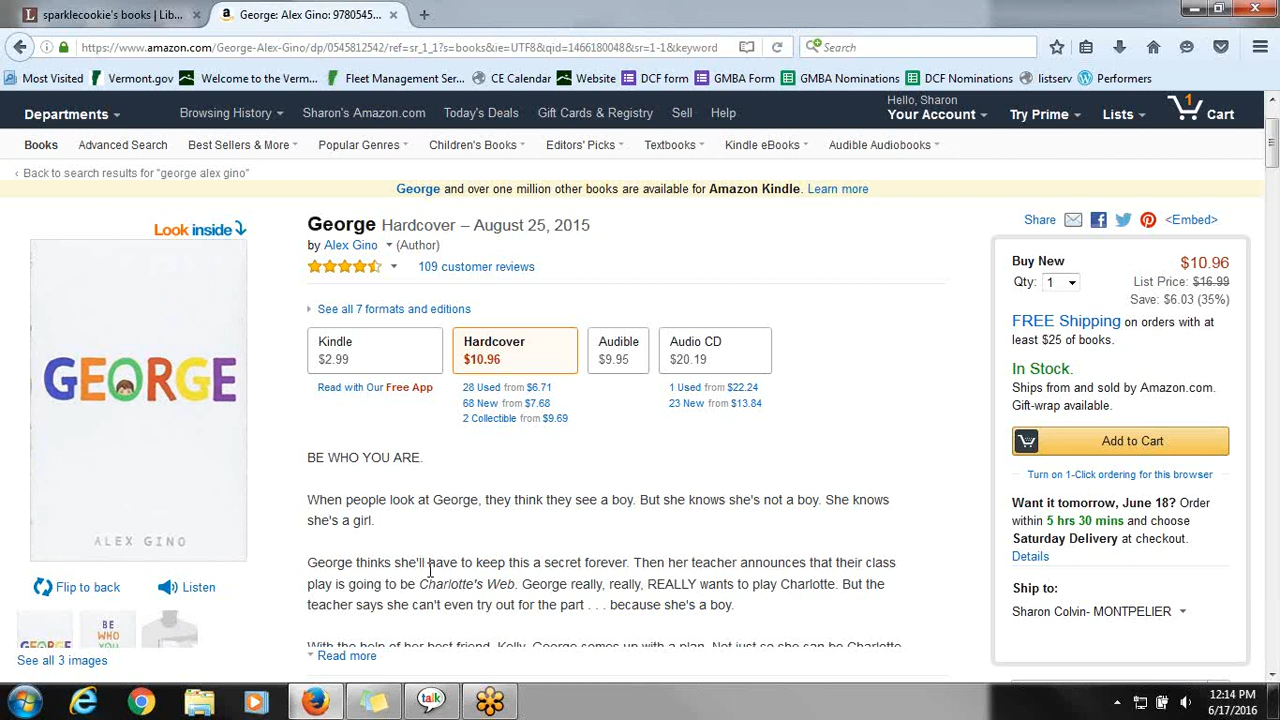 sparklecookie's books | Lib...
George: Alex Gino: 9780545...
https://www.amazon.com/George-Alex-Gino/dp/0545812542/ref=sr_1_1?s=books&ie=UTF8&qid=1466180048&sr=1-1&keyword
Search
Most Visited
Vermont.gov
Welcome to the Verm...
Fleet Management Ser...
CE Calendar
Website
DCF form
GMBA Form
GMBA Nominations
DCF Nominations
listserv
Performers
Departments
Browsing History
Sharon's Amazon.com
Today's Deals
Gift Cards & Registry
Sell
Help
Hello, Sharon
Your Account
Try Prime
Lists
1
Cart
Books
Advanced Search
Best Sellers & More
Popular Genres
Children's Books
Editors' Picks
Textbooks
Kindle eBooks
Audible Audiobooks
‹ Back to search results for "george alex gino"
George and over one million other books are available for Amazon Kindle. Learn more
Look inside
GEORGE
ALEX GINO
Flip to back
Listen
GEORGE
BE WHO YOU
See all 3 images
George Hardcover – August 25, 2015
by Alex Gino (Author)
109 customer reviews
See all 7 formats and editions
Kindle
$2.99
Hardcover
$10.96
Audible
$9.95
Audio CD
$20.19
Read with Our Free App
28 Used from $6.71
68 New from $7.68
2 Collectible from $9.69
1 Used from $22.24
23 New from $13.84
BE WHO YOU ARE.
When people look at George, they think they see a boy. But she knows she's not a boy. She knows
she's a girl.
George thinks she'll have to keep this a secret forever. Then her teacher announces that their class
play is going to be Charlotte's Web. George really, really, REALLY wants to play Charlotte. But the
teacher says she can't even try out for the part . . . because she's a boy.
With the help of her best friend, Kelly, George comes up with a plan. Not just so she can be Charlotte
Read more
Share
<Embed>
Buy New
$10.96
Qty: 1
List Price: $16.99
Save: $6.03 (35%)
FREE Shipping on orders with at
least $25 of books.
In Stock.
Ships from and sold by Amazon.com.
Gift-wrap available.
Add to Cart
Turn on 1-Click ordering for this browser
Want it tomorrow, June 18? Order
within 5 hrs 30 mins and choose
Saturday Delivery at checkout.
Details
Ship to:
Sharon Colvin- MONTPELIER
talk
12:14 PM
6/17/2016